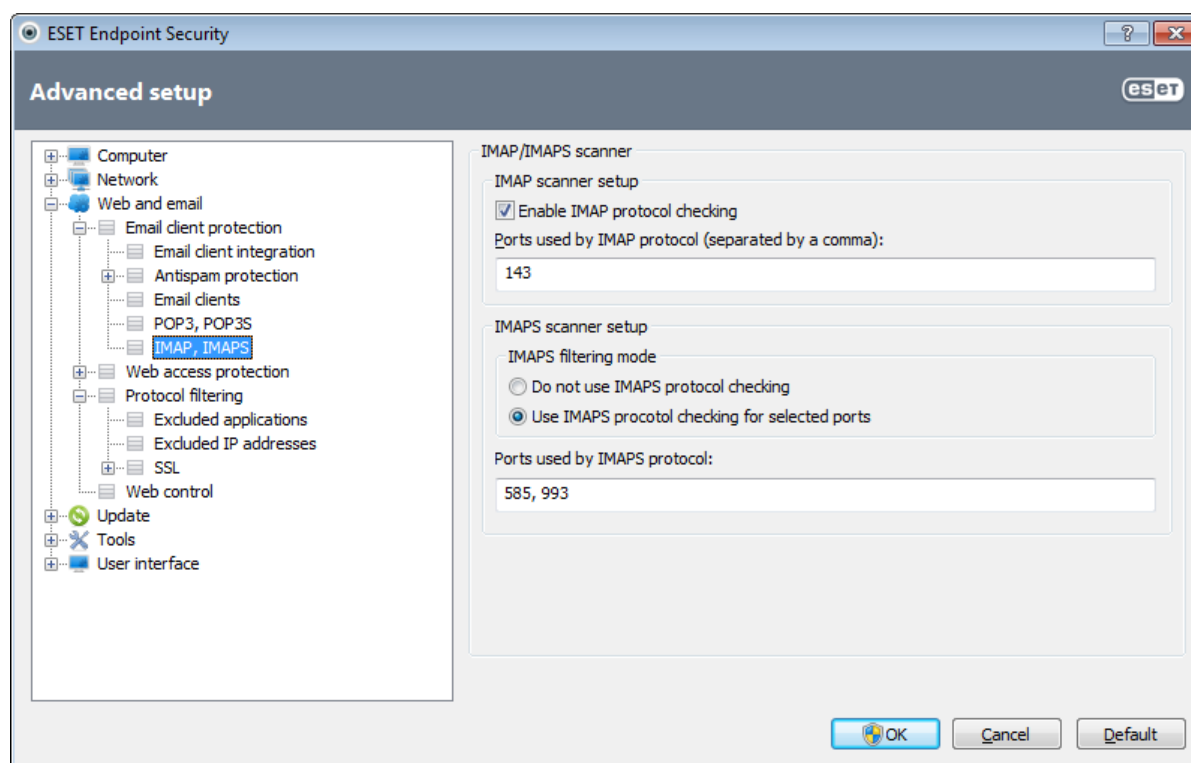 ESET Endpoint Security
?
Advanced setup
eset
Computer
Network
Web and email
Email client protection
Email client integration
Antispam protection
Email clients
POP3, POP3S
IMAP, IMAPS
Web access protection
Protocol filtering
Excluded applications
Excluded IP addresses
SSL
Web control
Update
Tools
User interface
IMAP/IMAPS scanner
IMAP scanner setup
Enable IMAP protocol checking
Ports used by IMAP protocol (separated by a comma):
143
IMAPS scanner setup
IMAPS filtering mode
Do not use IMAPS protocol checking
Use IMAPS procotol checking for selected ports
Ports used by IMAPS protocol:
585, 993
OK
Cancel
Default